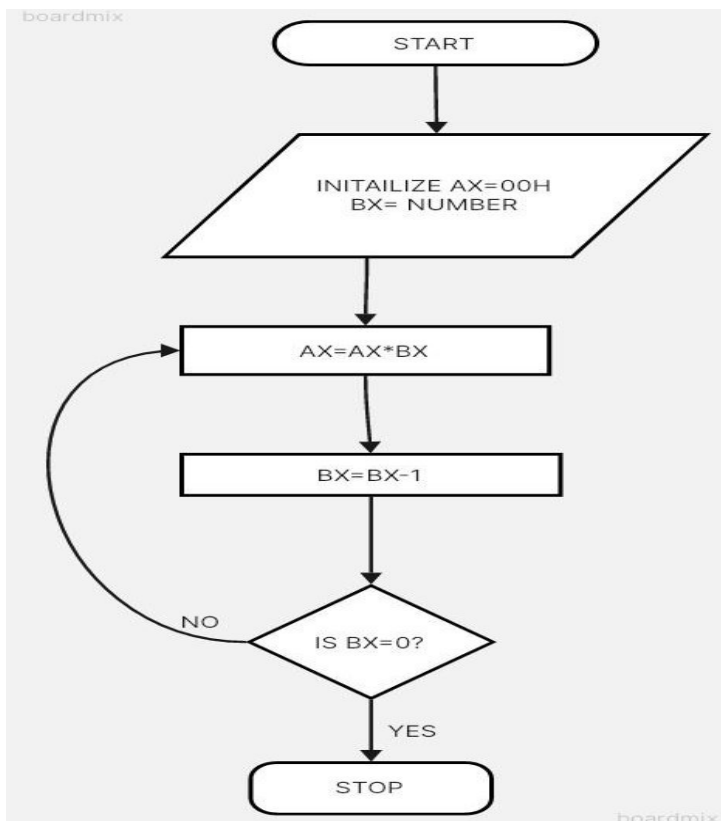 boardmix
START
INITAILIZE AX=00H
BX= NUMBER
AX=AX*BX
BX=BX-1
NO
IS BX=0?
YES
STOP
boardmix